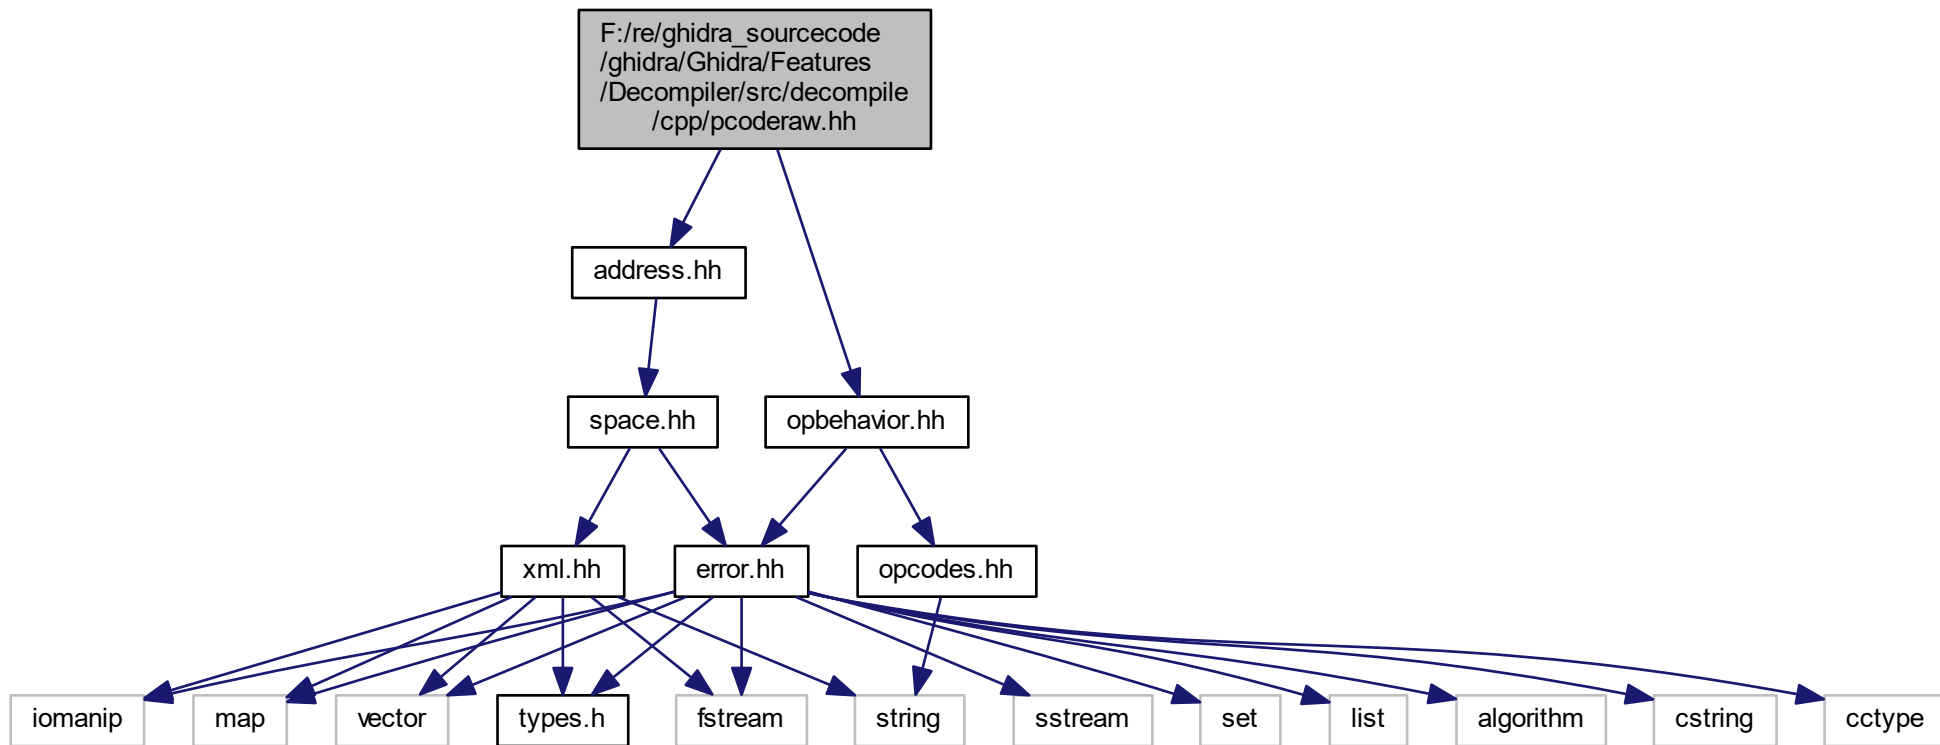 F:/re/ghidra_sourcecode
/ghidra/Ghidra/Features
/Decompiler/src/decompile
/cpp/pcoderaw.hh
address.hh
space.hh
opbehavior.hh
xml.hh
error.hh
opcodes.hh
iomanip
map
vector
types.h
fstream
string
sstream
set
list
algorithm
cstring
cctype